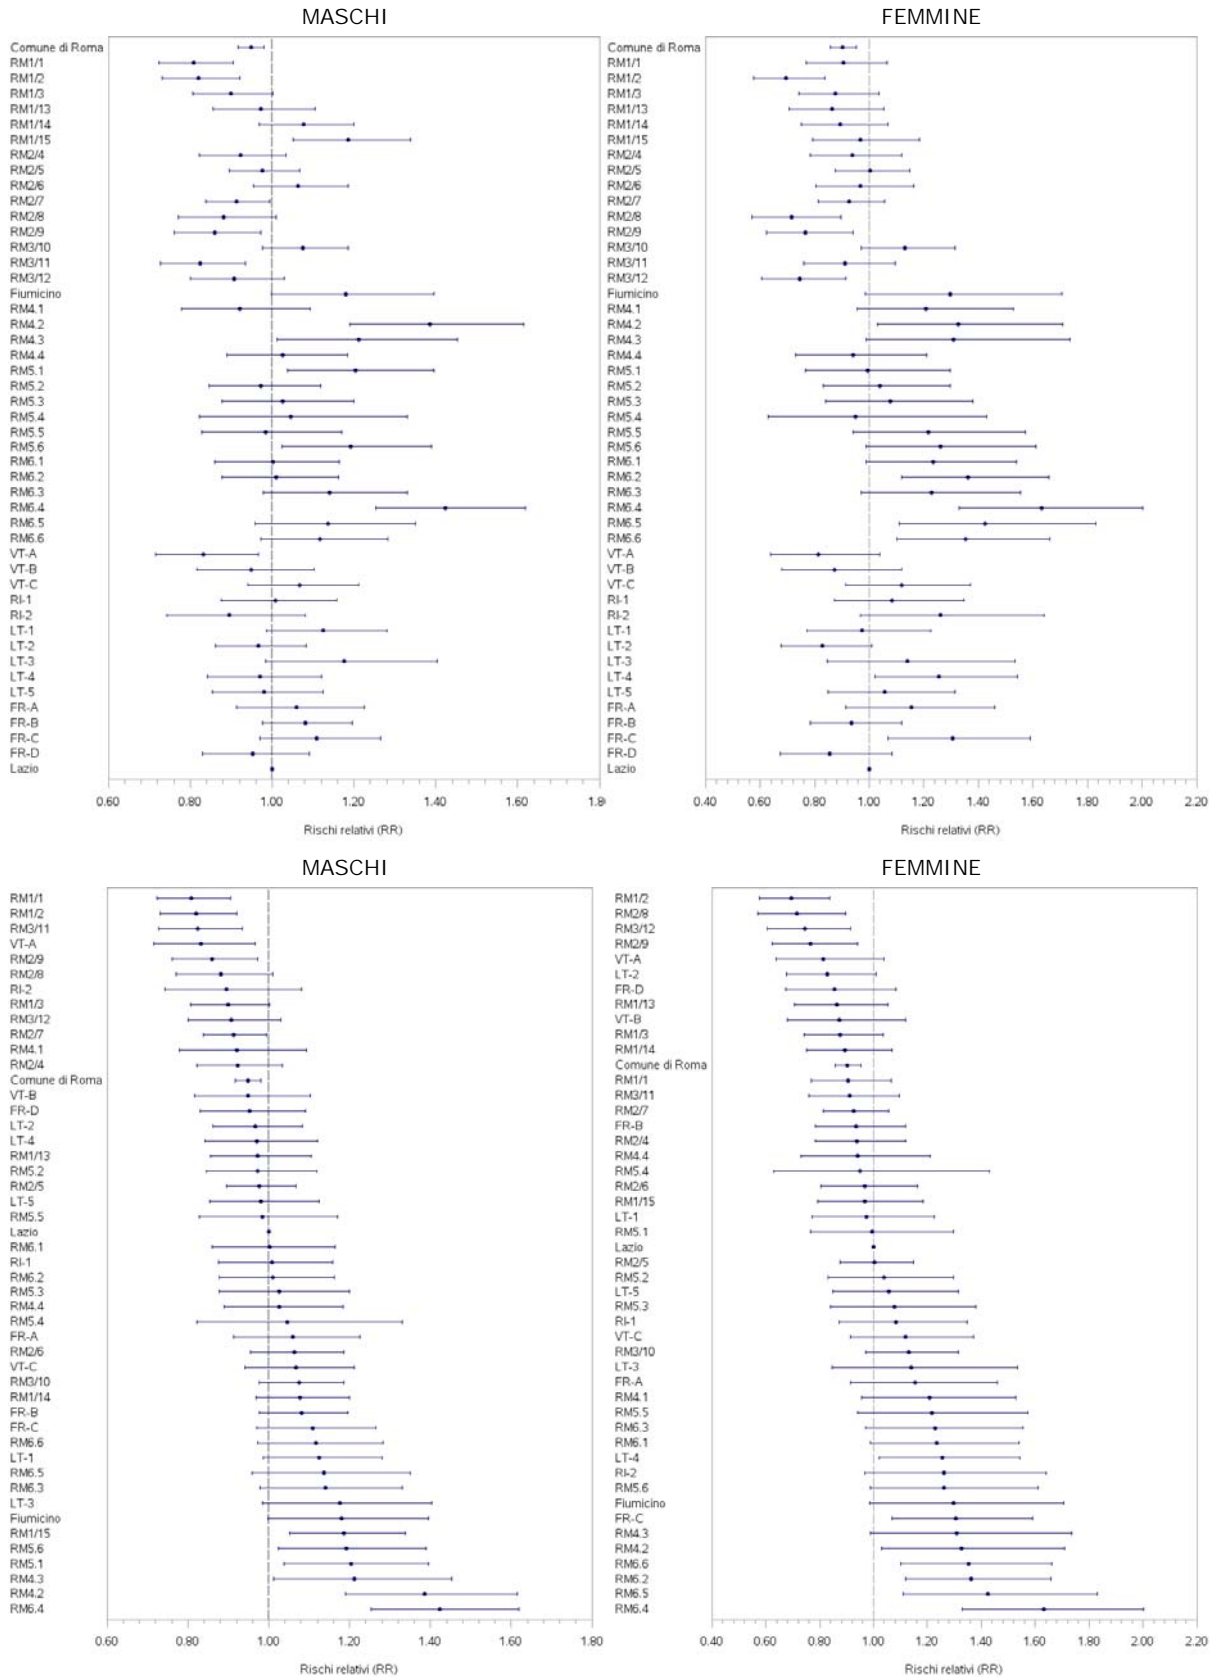 MASCHI
Comune di Roma
RM1/1
RM1/2
RM1/3
RM1/13
RM1/14
RM1/15
RM2/4
RM2/5
RM2/6
RM2/7
RM2/8
RM2/9
RM3/10
RM3/11
RM3/12
Fiumicino
RM4.1
RM4.2
RM4.3
RM4.4
RM5.1
RM5.2
RM5.3
RM5.4
RM5.5
RM5.6
RM6.1
RM6.2
RM6.3
RM6.4
RM6.5
RM6.6
VT-A
VT-B
VT-C
RI-1
RI-2
LT-1
LT-2
LT-3
LT-4
LT-5
FR-A
FR-B
FR-C
FR-D
Lazio
0.60 0.80 1.00 1.20 1.40 1.60 1.8
Rischi relativi (RR)
FEMMINE
Comune di Roma
RM1/1
RM1/2
RM1/3
RM1/13
RM1/14
RM1/15
RM2/4
RM2/5
RM2/6
RM2/7
RM2/8
RM2/9
RM3/10
RM3/11
RM3/12
Fiumicino
RM4.1
RM4.2
RM4.3
RM4.4
RM5.1
RM5.2
RM5.3
RM5.4
RM5.5
RM5.6
RM6.1
RM6.2
RM6.3
RM6.4
RM6.5
RM6.6
VT-A
VT-B
VT-C
RI-1
RI-2
LT-1
LT-2
LT-3
LT-4
LT-5
FR-A
FR-B
FR-C
FR-D
Lazio
0.40 0.60 0.80 1.00 1.20 1.40 1.60 1.80 2.00 2.20
Rischi relativi (RR)
MASCHI
RM1/1
RM1/2
RM3/11
VT-A
RM2/9
RM2/8
RI-2
RM1/3
RM3/12
RM2/7
RM4.1
RM2/4
Comune di Roma
VT-B
FR-D
LT-2
LT-4
RM1/13
RM5.2
RM2/5
LT-5
RM5.5
Lazio
RM6.1
RI-1
RM6.2
RM5.3
RM4.4
RM5.4
FR-A
RM2/6
VT-C
RM3/10
RM1/14
FR-B
FR-C
RM6.6
LT-1
RM6.5
RM6.3
LT-3
Fiumicino
RM1/15
RM5.6
RM5.1
RM4.3
RM4.2
RM6.4
0.60 0.80 1.00 1.20 1.40 1.60 1.80
Rischi relativi (RR)
FEMMINE
RM1/2
RM2/8
RM3/12
RM2/9
VT-A
LT-2
FR-D
RM1/13
VT-B
RM1/3
RM1/14
Comune di Roma
RM1/1
RM3/11
RM2/7
FR-B
RM2/4
RM4.4
RM5.4
RM2/6
RM1/15
LT-1
RM5.1
Lazio
RM2/5
RM5.2
LT-5
RM5.3
RI-1
VT-C
RM3/10
LT-3
FR-A
RM4.1
RM5.5
RM6.3
RM6.1
LT-4
RI-2
RM5.6
Fiumicino
FR-C
RM4.3
RM4.2
RM6.6
RM6.2
RM6.5
RM6.4
0.40 0.60 0.80 1.00 1.20 1.40 1.60 1.80 2.00 2.20
Rischi relativi (RR)